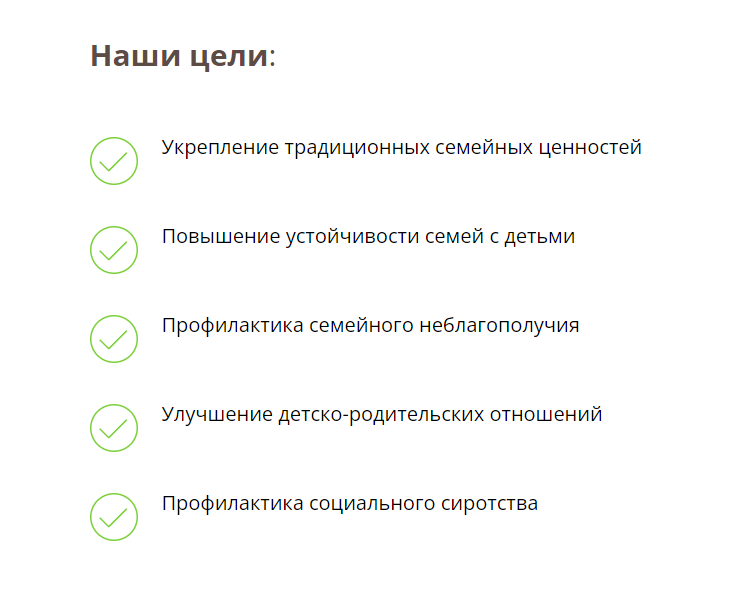 Наши цели:
Укрепление традиционных семейных ценностей
Повышение устойчивости семей с детьми
Профилактика семейного неблагополучия
Улучшение детско-родительских отношений
Профилактика социального сиротства